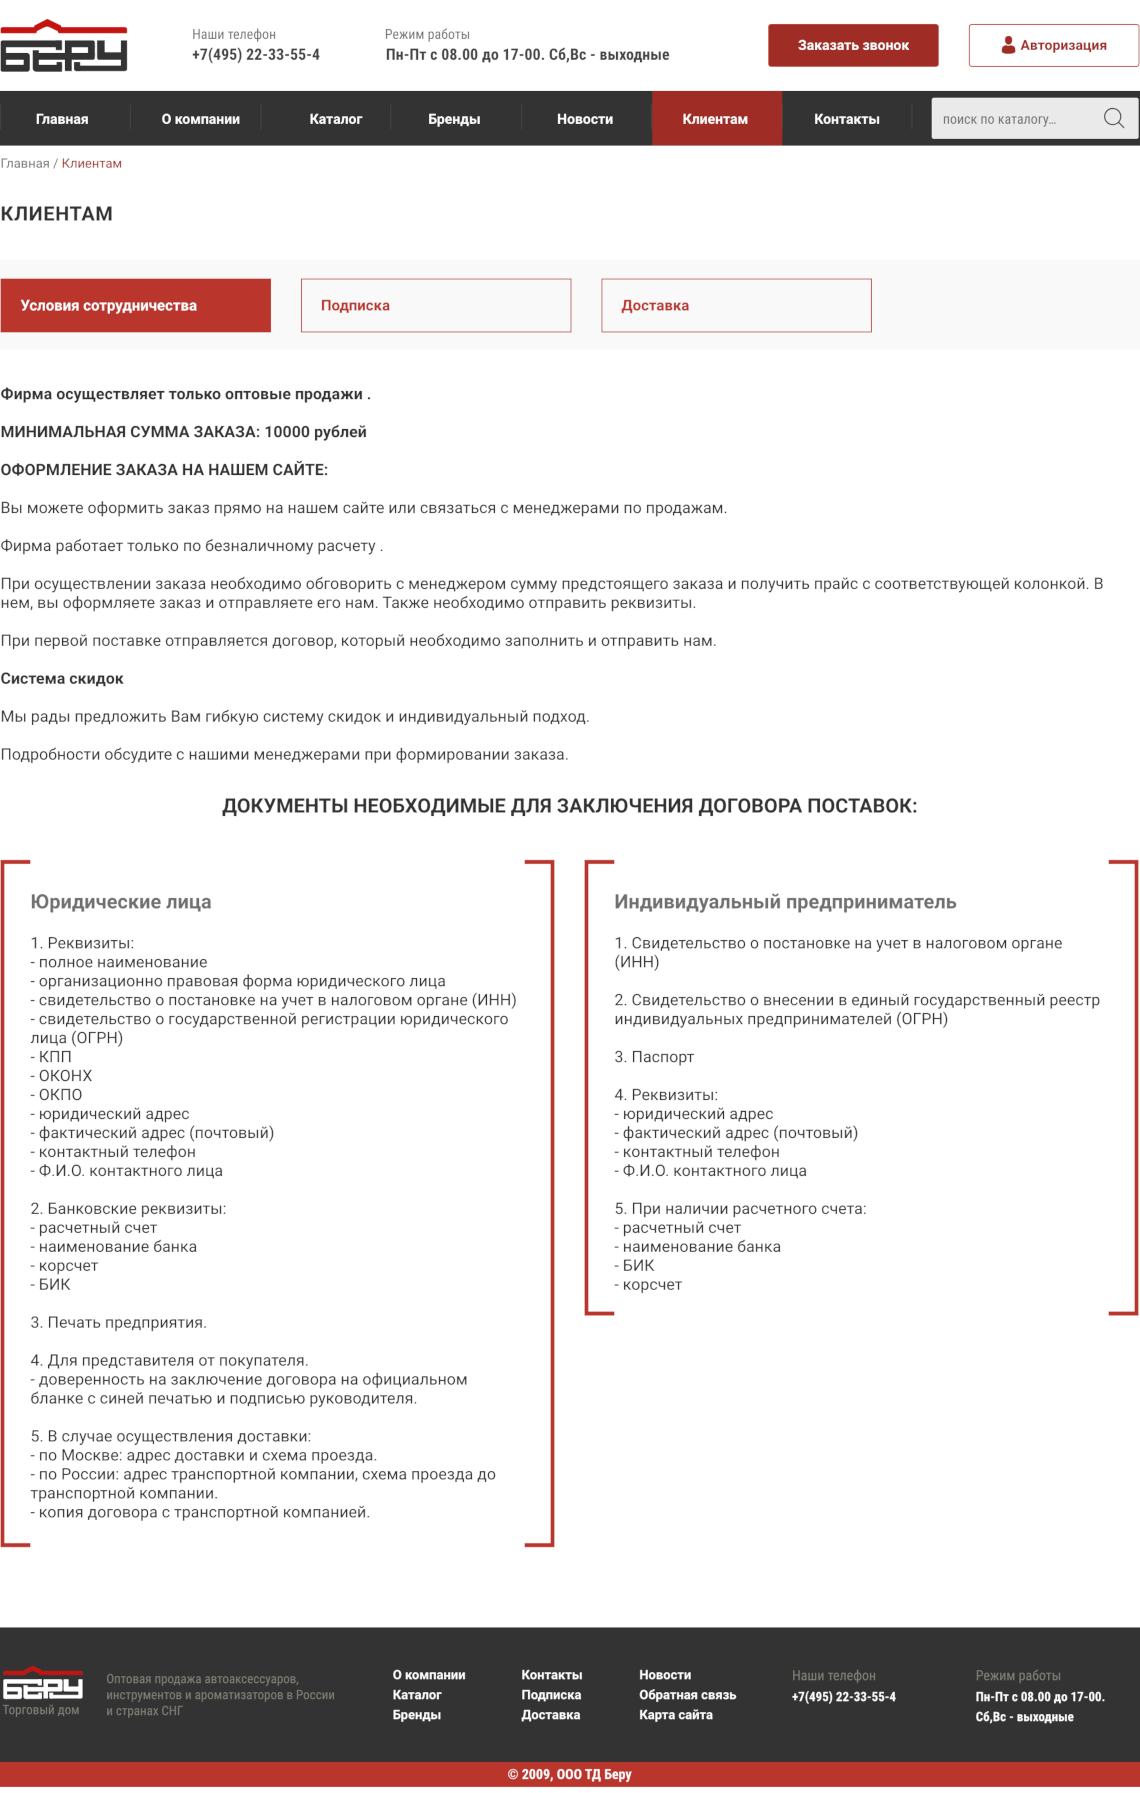 БЕРУ
Наши телефон
+7(495) 22-33-55-4
Режим работы
Пн-Пт с 08.00 до 17-00. Сб,Вс - выходные
Заказать звонок
Авторизация
Главная
О компании
Каталог
Бренды
Новости
Клиентам
Контакты
поиск по каталогу...
Главная / Клиентам
КЛИЕНТАМ
Условия сотрудничества
Подписка
Доставка
Фирма осуществляет только оптовые продажи .
МИНИМАЛЬНАЯ СУММА ЗАКАЗА: 10000 рублей
ОФОРМЛЕНИЕ ЗАКАЗА НА НАШЕМ САЙТЕ:
Вы можете оформить заказ прямо на нашем сайте или связаться с менеджерами по продажам.
Фирма работает только по безналичному расчету .
При осуществлении заказа необходимо обговорить с менеджером сумму предстоящего заказа и получить прайс с соответствующей колонкой. В
нем, вы оформляете заказ и отправляете его нам. Также необходимо отправить реквизиты.
При первой поставке отправляется договор, который необходимо заполнить и отправить нам.
Система скидок
Мы рады предложить Вам гибкую систему скидок и индивидуальный подход.
Подробности обсудите с нашими менеджерами при формировании заказа.
ДОКУМЕНТЫ НЕОБХОДИМЫЕ ДЛЯ ЗАКЛЮЧЕНИЯ ДОГОВОРА ПОСТАВОК:
Юридические лица
1. Реквизиты:
- полное наименование
- организационно правовая форма юридического лица
- свидетельство о постановке на учет в налоговом органе (ИНН)
- свидетельство о государственной регистрации юридического
лица (ОГРН)
- КПП
- ОКОНХ
- ОКПО
- юридический адрес
- фактический адрес (почтовый)
- контактный телефон
- Ф.И.О. контактного лица
2. Банковские реквизиты:
- расчетный счет
- наименование банка
- корсчет
- БИК
3. Печать предприятия.
4. Для представителя от покупателя.
- доверенность на заключение договора на официальном
бланке с синей печатью и подписью руководителя.
5. В случае осуществления доставки:
- по Москве: адрес доставки и схема проезда.
- по России: адрес транспортной компании, схема проезда до
транспортной компании.
- копия договора с транспортной компанией.
Индивидуальный предприниматель
1. Свидетельство о постановке на учет в налоговом органе
(ИНН)
2. Свидетельство о внесении в единый государственный реестр
индивидуальных предпринимателей (ОГРН)
3. Паспорт
4. Реквизиты:
- юридический адрес
- фактический адрес (почтовый)
- контактный телефон
- Ф.И.О. контактного лица
5. При наличии расчетного счета:
- расчетный счет
- наименование банка
- БИК
- корсчет
БЕРУ
Торговый дом
Оптовая продажа автоаксессуаров,
инструментов и ароматизаторов в России
и странах СНГ
О компании
Каталог
Бренды
Контакты
Подписка
Доставка
Новости
Обратная связь
Карта сайта
Наши телефон
+7(495) 22-33-55-4
Режим работы
Пн-Пт с 08.00 до 17-00.
Сб,Вс - выходные
© 2009, ООО ТД Беру